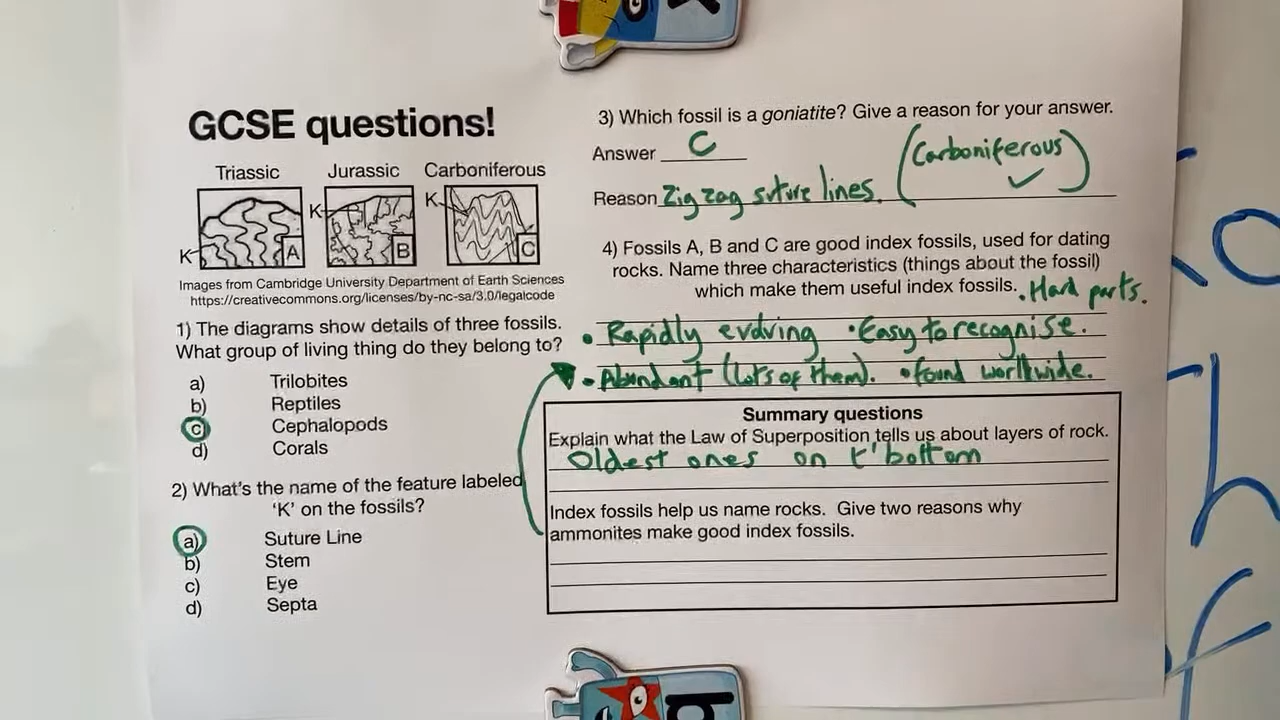 GCSE questions!
Triassic
Jurassic
Carboniferous
K
A
K
B
K
C
Images from Cambridge University Department of Earth Sciences
https://creativecommons.org/licenses/by-nc-sa/3.0/legalcode
1) The diagrams show details of three fossils.
What group of living thing do they belong to?
a) Trilobites
b) Reptiles
c) Cephalopods
d) Corals
2) What's the name of the feature labeled
'K' on the fossils?
a) Suture Line
b) Stem
c) Eye
d) Septa
3) Which fossil is a goniatite? Give a reason for your answer.
Answer C
(Carboniferous ✓)
Reason Zig zag suture lines.
4) Fossils A, B and C are good index fossils, used for dating
rocks. Name three characteristics (things about the fossil)
which make them useful index fossils.
• Hard parts.
• Rapidly evolving • Easy to recognise.
• Abundant (lots of them). • found worldwide.
Summary questions
Explain what the Law of Superposition tells us about layers of rock.
Oldest ones on t' bottom
Index fossils help us name rocks. Give two reasons why
ammonites make good index fossils.
b